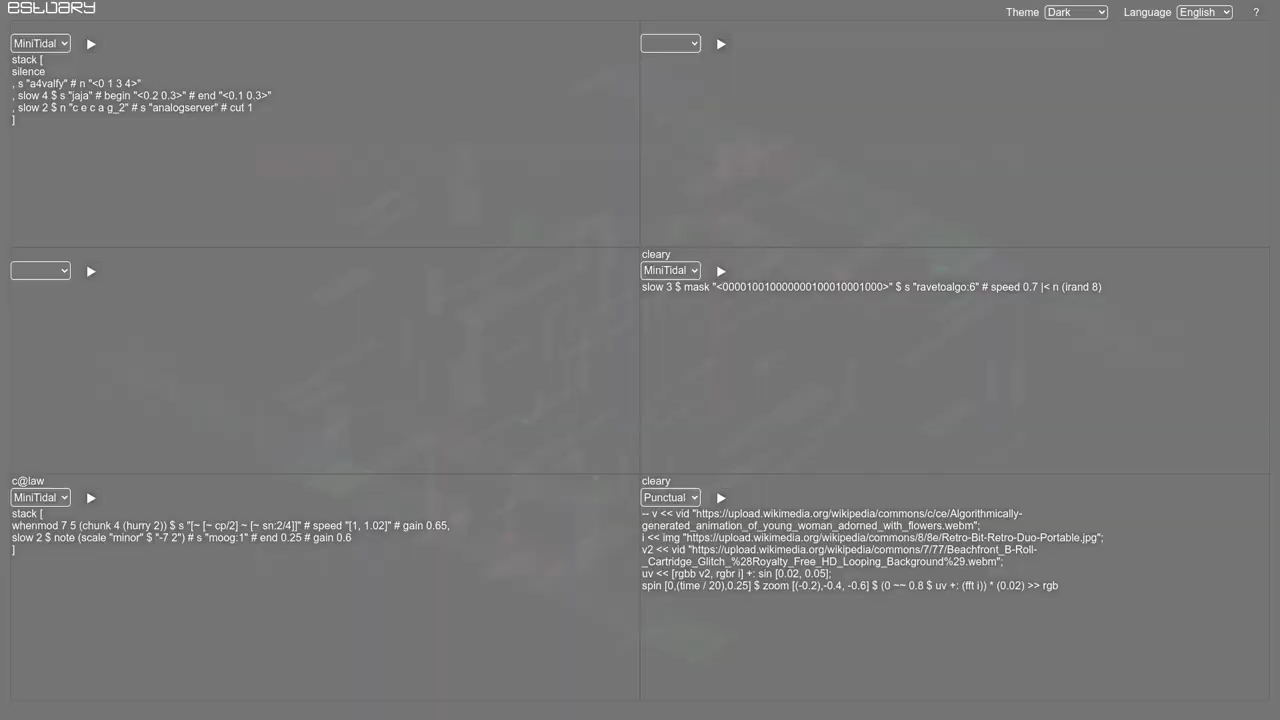 estuary
Theme Dark Language English ?
MiniTidal
stack [
silence
, s "a4valfy" # n "<0 1 3 4>"
, slow 4 $ s "jaja" # begin "<0.2 0.3>" # end "<0.1 0.3>"
, slow 2 $ n "c e c a g_2" # s "analogserver" # cut 1
]
cleary
MiniTidal
slow 3 $ mask "<000010010000000100010001000>" $ s "ravetoalgo:6" # speed 0.7 |< n (irand 8)
c@law
MiniTidal
stack [
whenmod 7 5 (chunk 4 (hurry 2)) $ s "[~ [~ cp/2] ~ [~ sn:2/4]]" # speed "[1, 1.02]" # gain 0.65,
slow 2 $ note (scale "minor" $ "-7 2") # s "moog:1" # end 0.25 # gain 0.6
]
cleary
Punctual
-- v << vid "https://upload.wikimedia.org/wikipedia/commons/c/ce/Algorithmically-
generated_animation_of_young_woman_adorned_with_flowers.webm";
i << img "https://upload.wikimedia.org/wikipedia/commons/8/8e/Retro-Bit-Retro-Duo-Portable.jpg";
v2 << vid "https://upload.wikimedia.org/wikipedia/commons/7/77/Beachfront_B-Roll-
_Cartridge_Glitch_%28Royalty_Free_HD_Looping_Background%29.webm";
uv << [rgbb v2, rgbr i] +: sin [0.02, 0.05];
spin [0,(time / 20),0.25] $ zoom [(-0.2),-0.4, -0.6] $ (0 ~~ 0.8 $ uv +: (fft i)) * (0.02) >> rgb